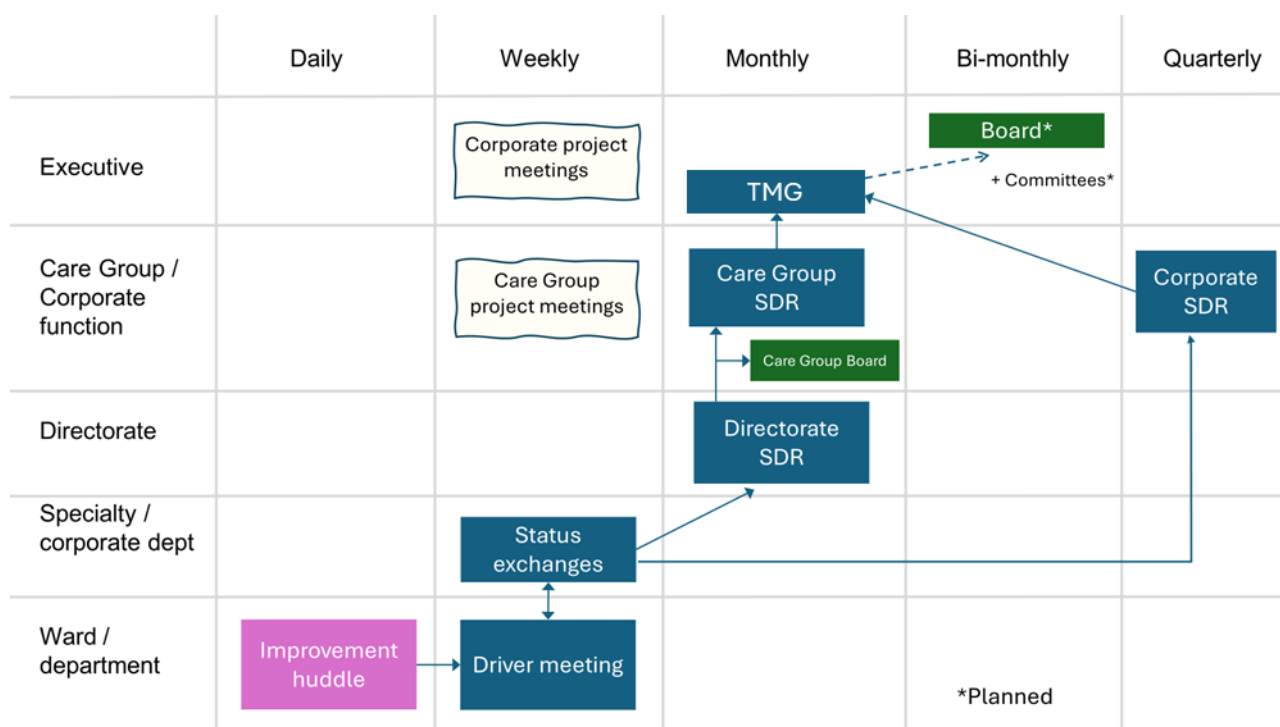 Daily
Weekly
Monthly
Bi-monthly
Quarterly
Executive
Corporate project
meetings
TMG
Board*
+ Committees*
Care Group /
Corporate
function
Care Group
project meetings
Care Group
SDR
Care Group Board
Corporate
SDR
Directorate
Directorate
SDR
Specialty /
corporate dept
Status
exchanges
Ward /
department
Improvement
huddle
Driver meeting
*Planned